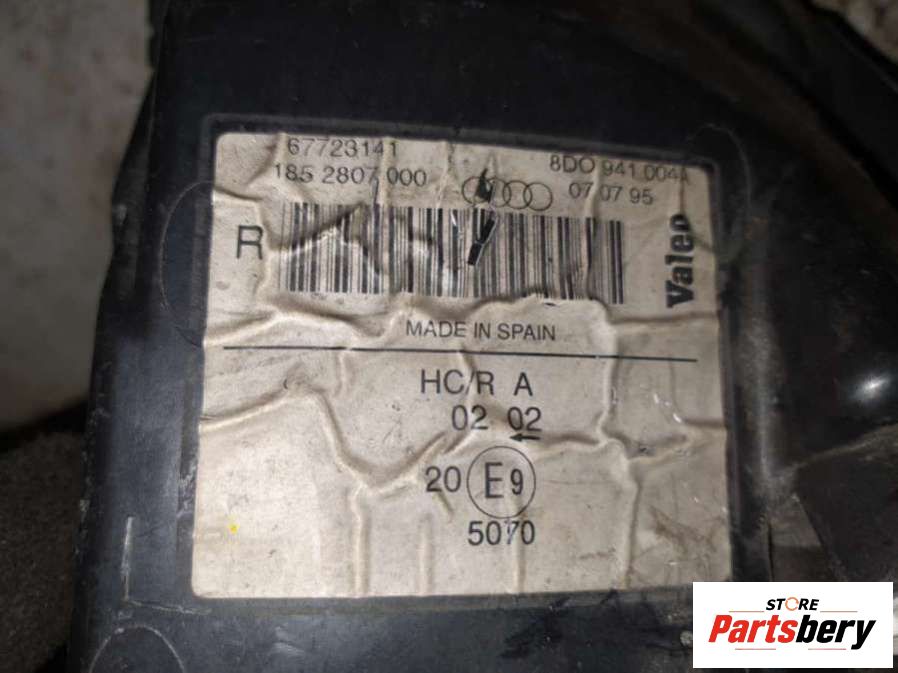 67723141
8D0 941 004A
185 2807 000
07 07 95
R
Valeo
MADE IN SPAIN
HC/R A
02 02
20 E9
5070
STORE
Partsbery